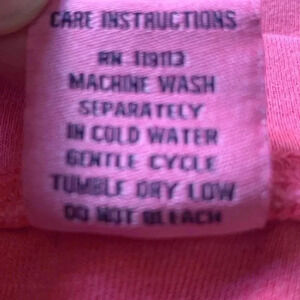 CARE INSTRUCTIONS
RN 119113
MACHINE WASH
SEPARATELY
IN COLD WATER
GENTLE CYCLE
TUMBLE DRY LOW
DO NOT BLEACH